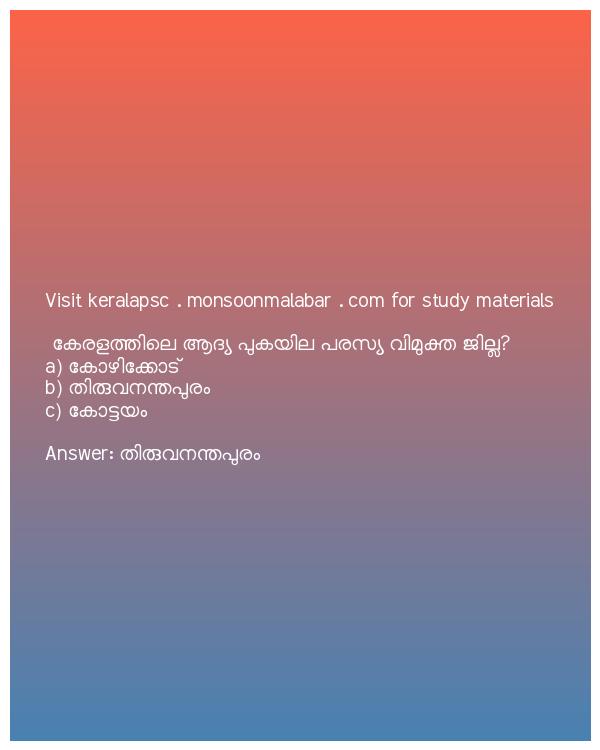 Visit keralapsc . monsoonmalabar . com for study materials
കേരളത്തിലെ ആദ്യ പുകയില പരസ്യ വിമുക്ത ജില്ല?
a) കോഴിക്കോട്
b) തിരുവനന്തപുരം
c) കോട്ടയം
Answer: തിരുവനന്തപുരം